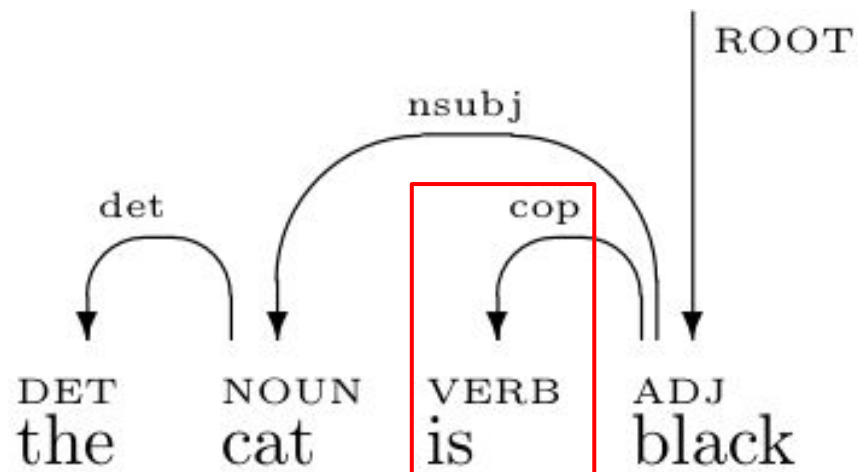 ROOT
nsubj
det cop
DET NOUN VERB ADJ
the cat is black